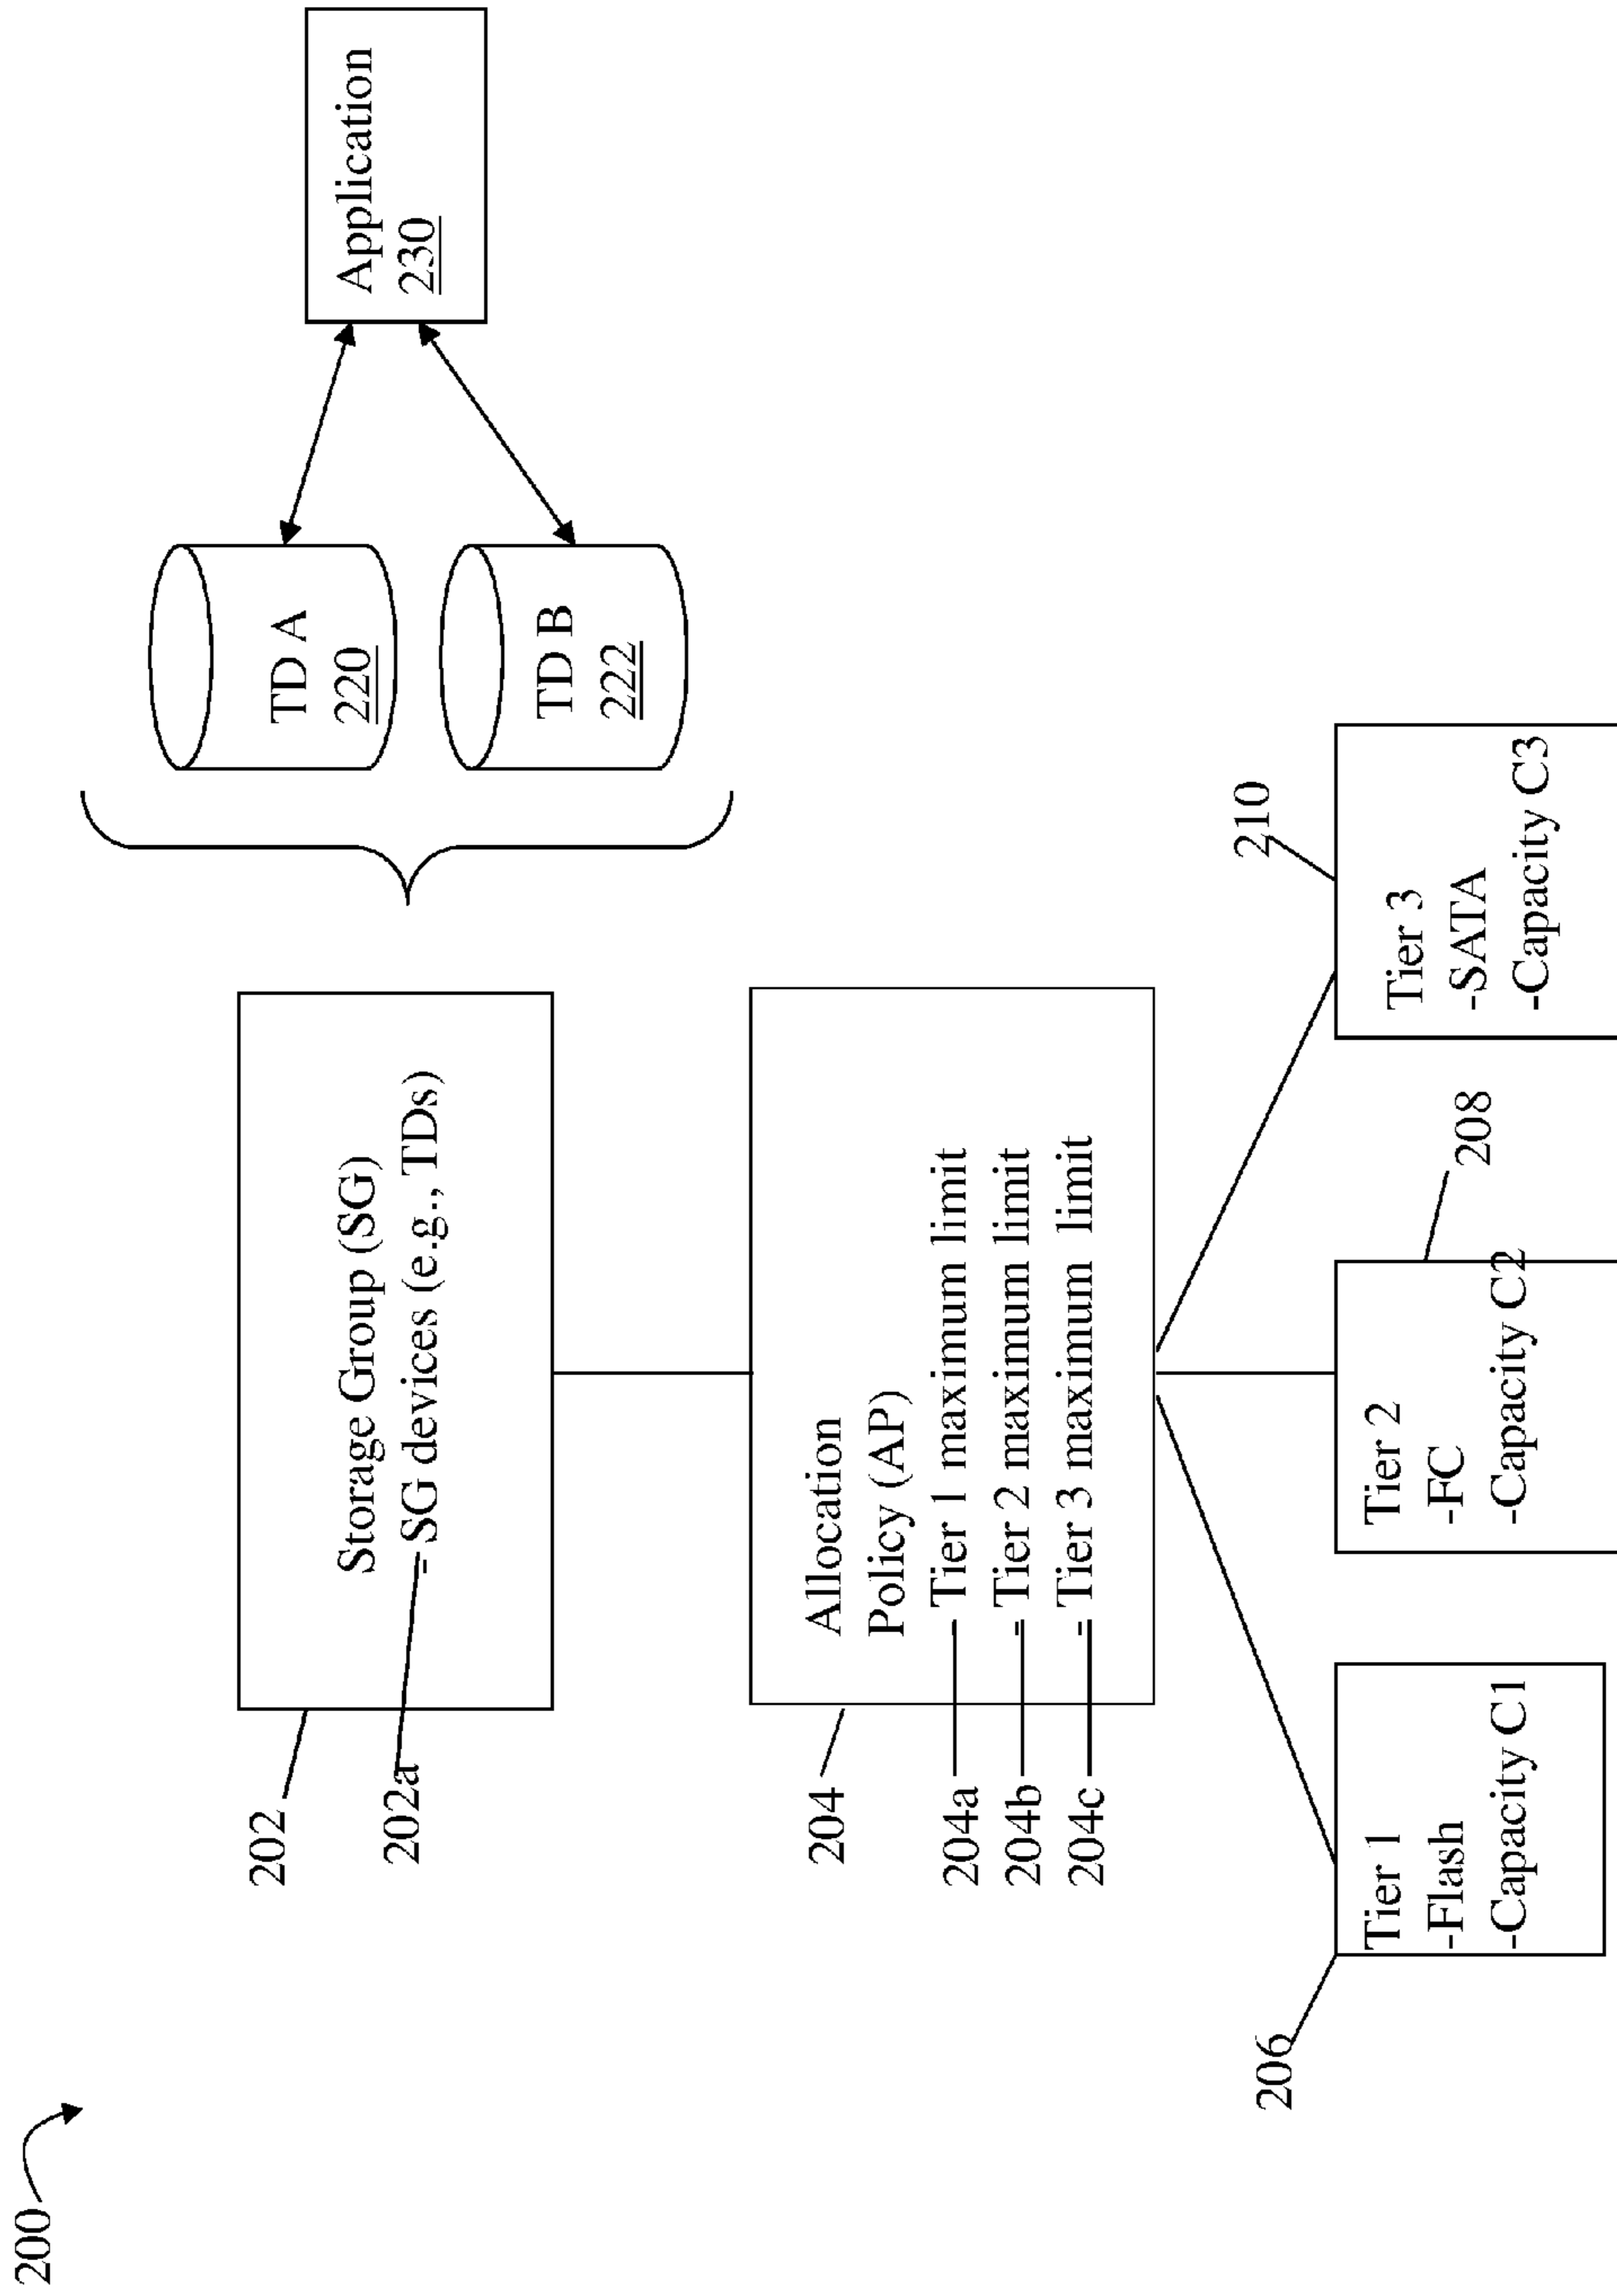 200
202
202a
Storage Group (SG)
- SG devices (e.g., TDs)
TD A
220
TD B
222
Application
230
204
204a
204b
204c
Allocation
Policy (AP)
-Tier 1 maximum limit
- Tier 2 maximum limit
- Tier 3 maximum limit
206
Tier 1
-Flash
-Capacity C1
208
Tier 2
-FC
-Capacity C2
210
Tier 3
-SATA
-Capacity C3